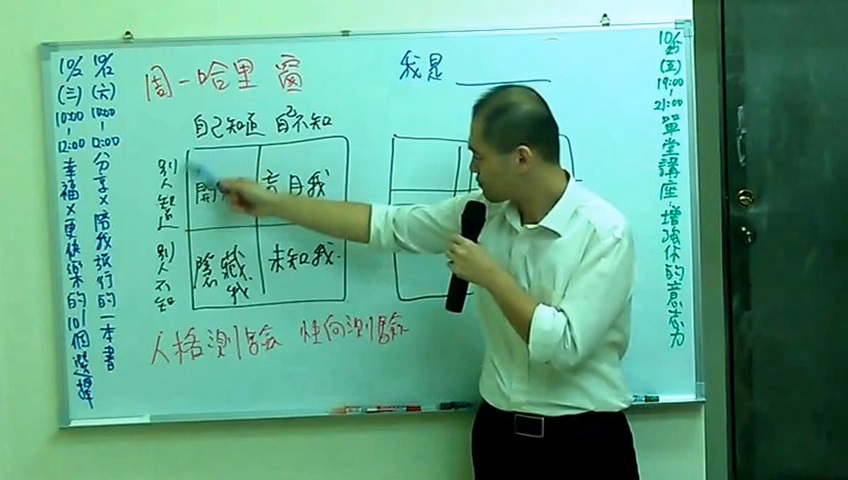 10/2
(三)
10:00
-
12:00
幸福×更快樂的101個選擇
10/12
(六)
10:00
-
12:00
分享×陪我旅行的一本書
周-哈里 窗
自己知道 自己不知
別人知道
別人不知
開
盲目我
隱藏我
未知我
人格測驗 性向測驗
我是
10/25
(五)
19:00
-
21:00
單堂講座:增強你的意志力